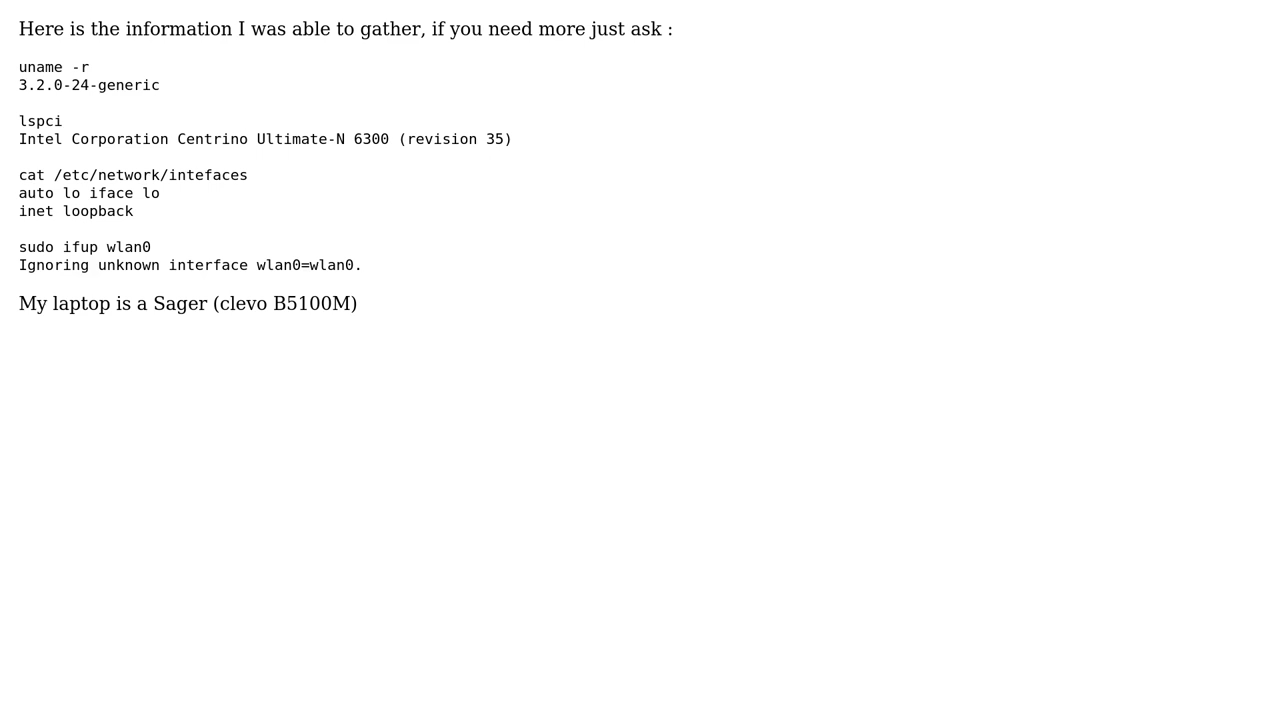 Here is the information I was able to gather, if you need more just ask :
uname -r
3.2.0-24-generic
lspci
Intel Corporation Centrino Ultimate-N 6300 (revision 35)
cat /etc/network/intefaces
auto lo iface lo
inet loopback
sudo ifup wlan0
Ignoring unknown interface wlan0=wlan0.
My laptop is a Sager (clevo B5100M)